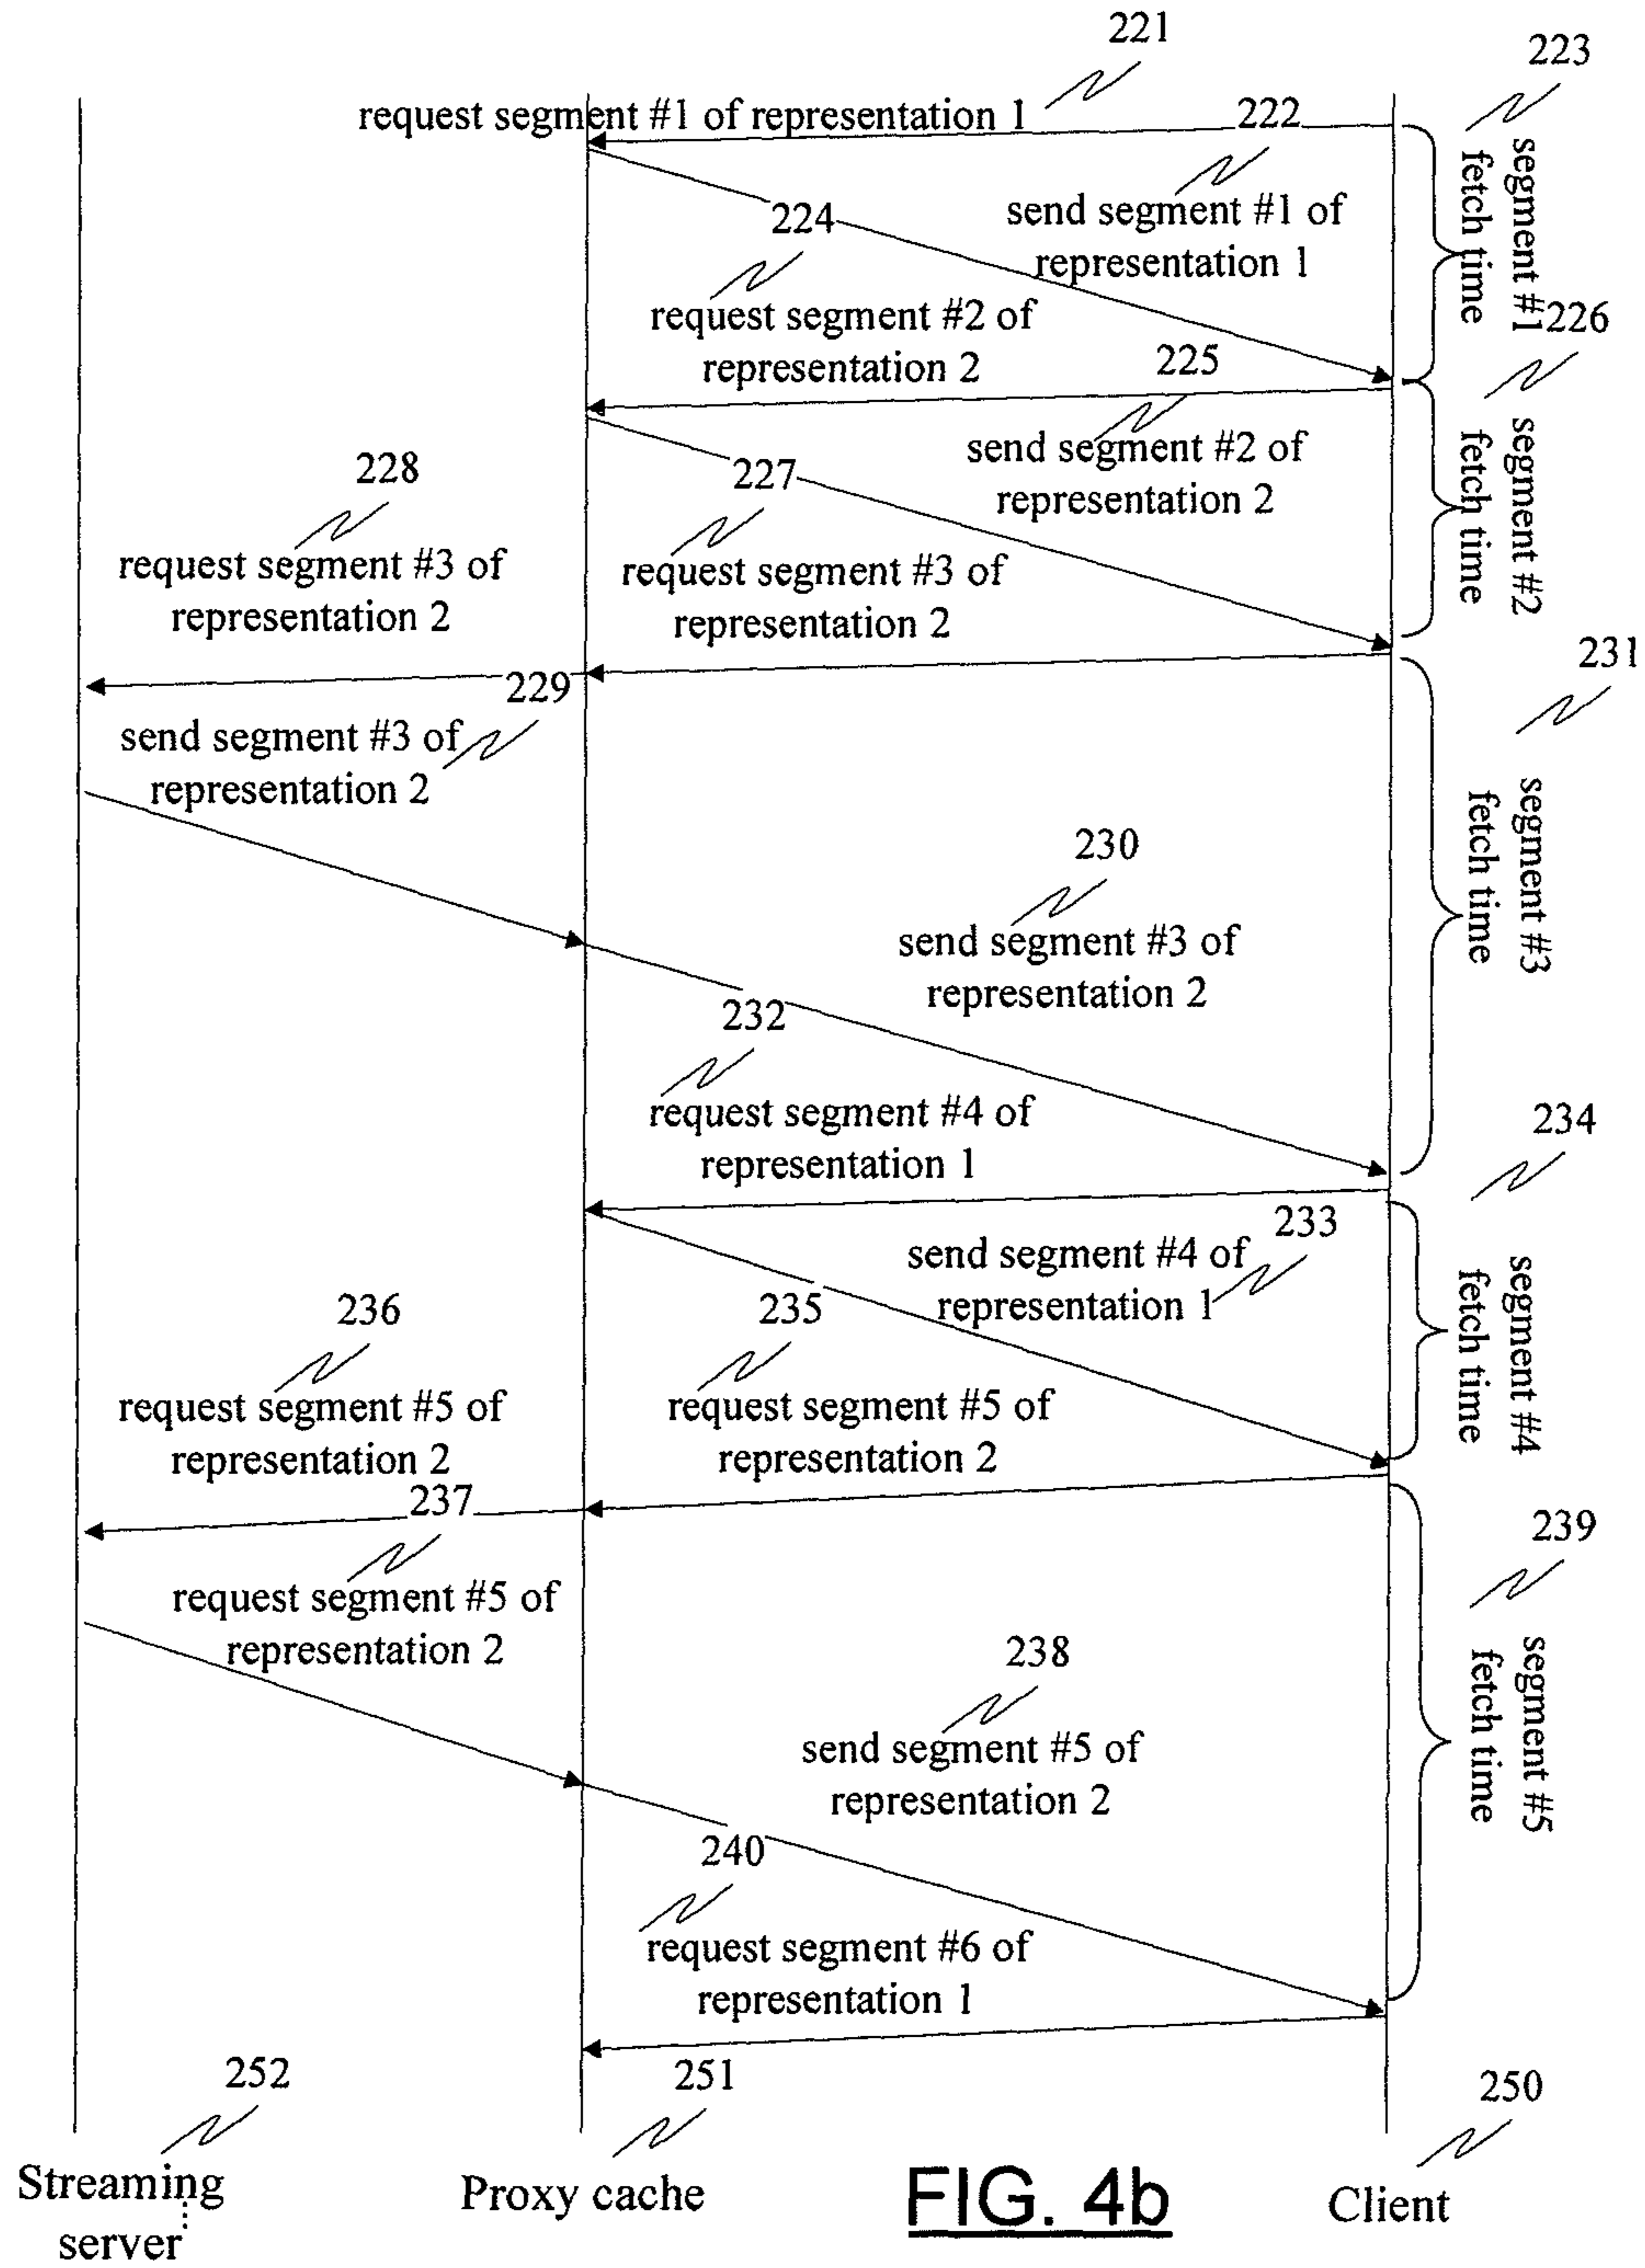 221
223
request segment #1 of representation 1
222
segment #1
fetch time
224
send segment #1 of
representation 1
request segment #2 of
representation 2
226
225
segment #2
fetch time
send segment #2 of
representation 2
228
227
request segment #3 of
representation 2
request segment #3 of
representation 2
231
229
send segment #3 of
representation 2
segment #3
fetch time
230
send segment #3 of
representation 2
232
request segment #4 of
representation 1
234
233
send segment #4 of
representation 1
segment #4
fetch time
236
235
request segment #5 of
representation 2
request segment #5 of
representation 2
237
239
request segment #5 of
representation 2
238
segment #5
fetch time
send segment #5 of
representation 2
240
request segment #6 of
representation 1
252
251
250
Streaming
server
Proxy cache
FIG. 4b
Client